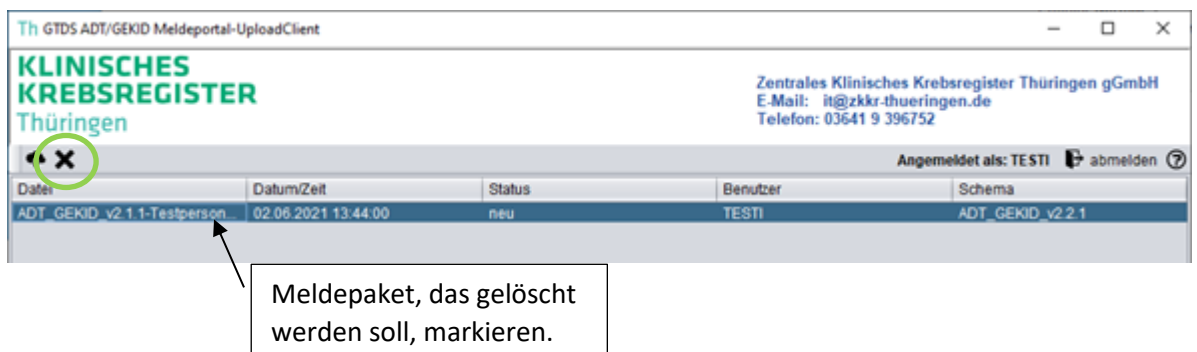 Th GTDS ADT/GEKID Meldeportal-UploadClient
KLINISCHES
KREBSREGISTER
Thüringen
Zentrales Klinisches Krebsregister Thüringen gGmbH
E-Mail: it@zkkr-thueringen.de
Telefon: 03641 9 396752
Angemeldet als: TESTI abmelden ?
Datei Datum/Zeit Status Benutzer Schema
ADT_GEKID_v2.1.1-Testperson... 02.06.2021 13:44:00 neu TESTI ADT_GEKID_v2.2.1
Meldepaket, das gelöscht
werden soll, markieren.